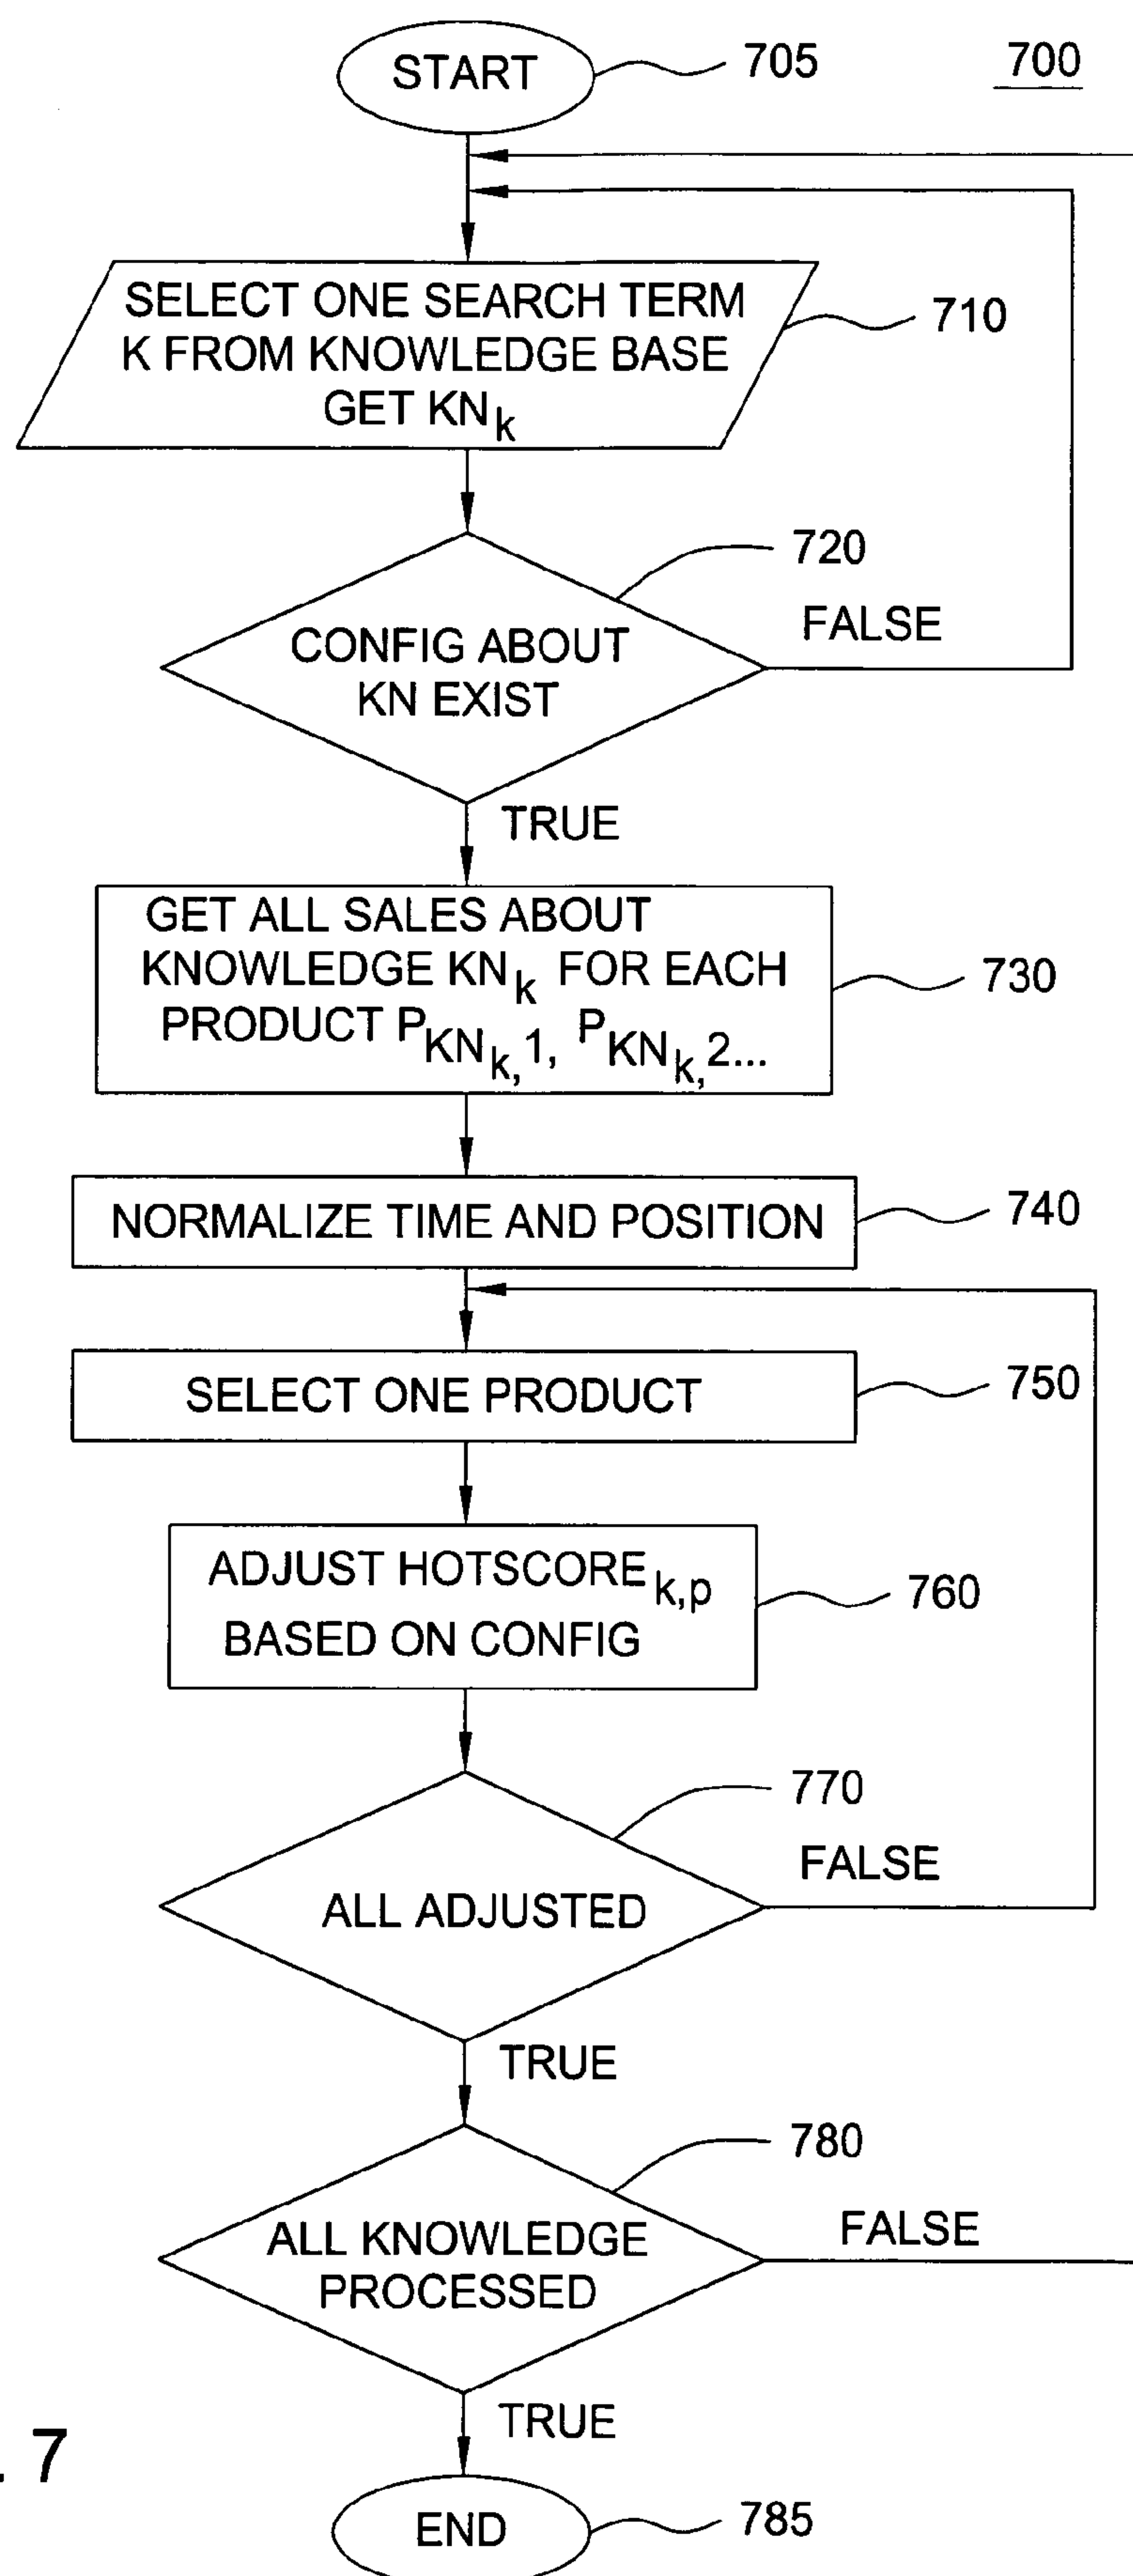 START
705
700
SELECT ONE SEARCH TERM
K FROM KNOWLEDGE BASE
GET KNk
710
720
CONFIG ABOUT
KN EXIST
FALSE
TRUE
GET ALL SALES ABOUT
KNOWLEDGE KNk FOR EACH
PRODUCT PKNk,1, PKNk,2...
730
NORMALIZE TIME AND POSITION
740
SELECT ONE PRODUCT
750
ADJUST HOTSCOREk,p
BASED ON CONFIG
760
770
FALSE
ALL ADJUSTED
TRUE
780
FALSE
ALL KNOWLEDGE
PROCESSED
TRUE
. 7
END
785